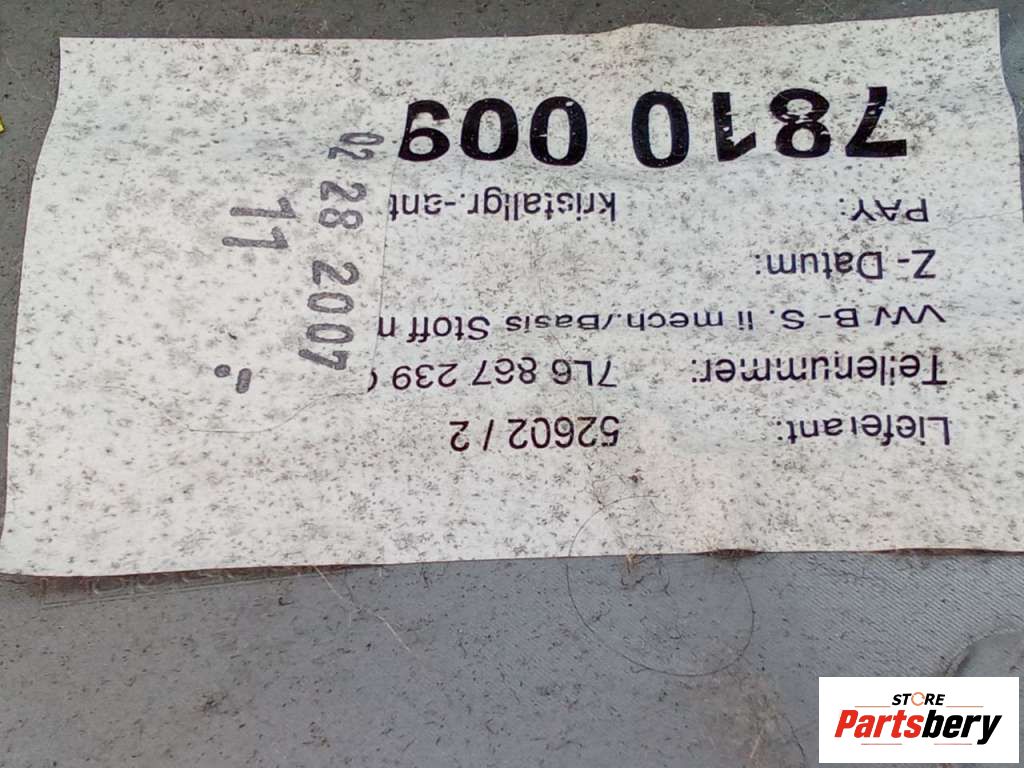 Lieferant: 52602 / 2
Teilenummer: 7L6 867 239
VW B- S. li mech./Basis Stoff n
Z- Datum:
PAY: kristallgr.-ant
7810 009
02 28 2007
11
STORE
Partsbery